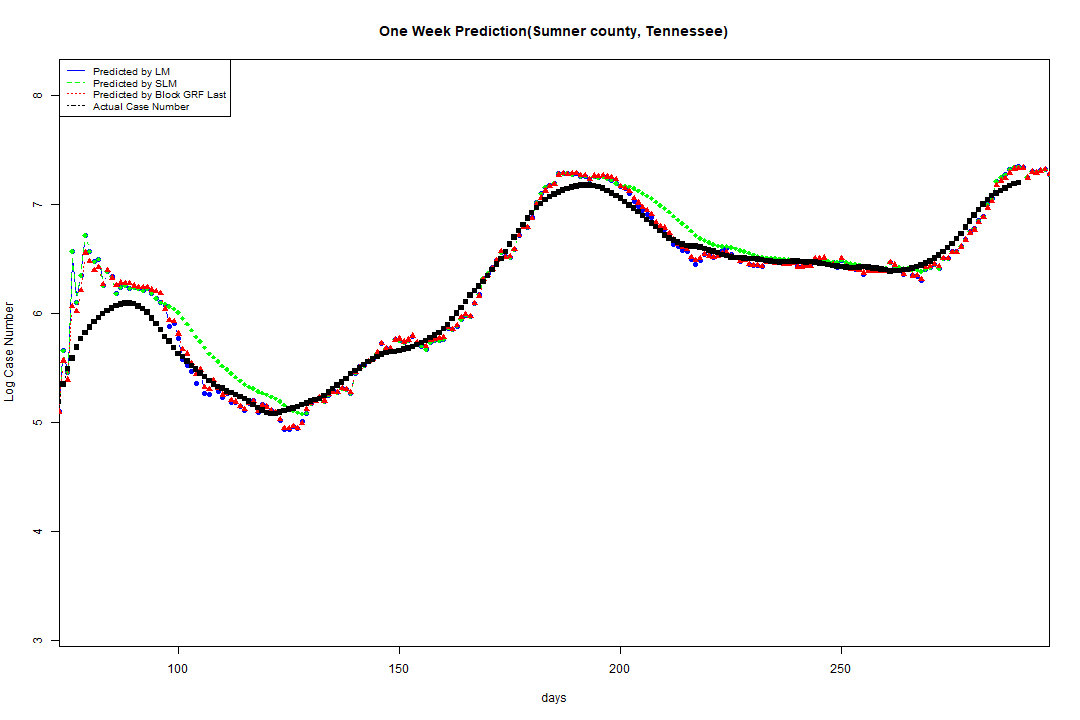 One Week Prediction(Sumner county, Tennessee)
Predicted by LM
Predicted by SLM
Predicted by Block GRF Last
Actual Case Number
8
7
6
5
4
3
Log Case Number
100 150 200 250
days